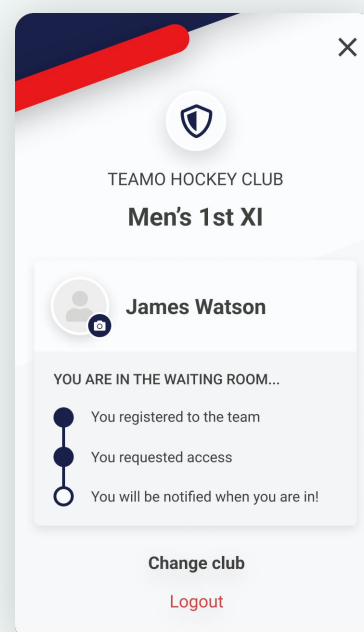 TEAMO HOCKEY CLUB
Men's 1st XI
James Watson
YOU ARE IN THE WAITING ROOM...
You registered to the team
You requested access
You will be notified when you are in!
Change club
Logout